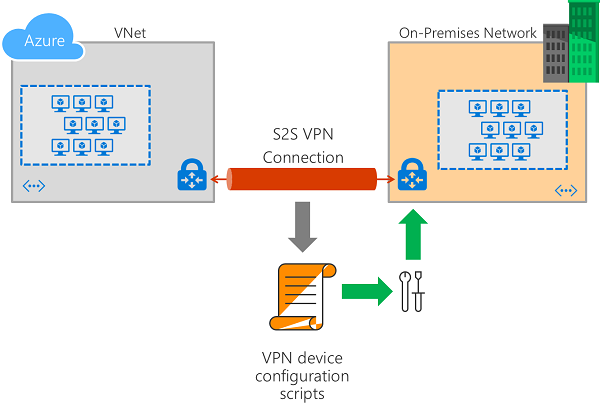 Azure
VNet
On-Premises Network
S2S VPN
Connection
VPN device
configuration
scripts